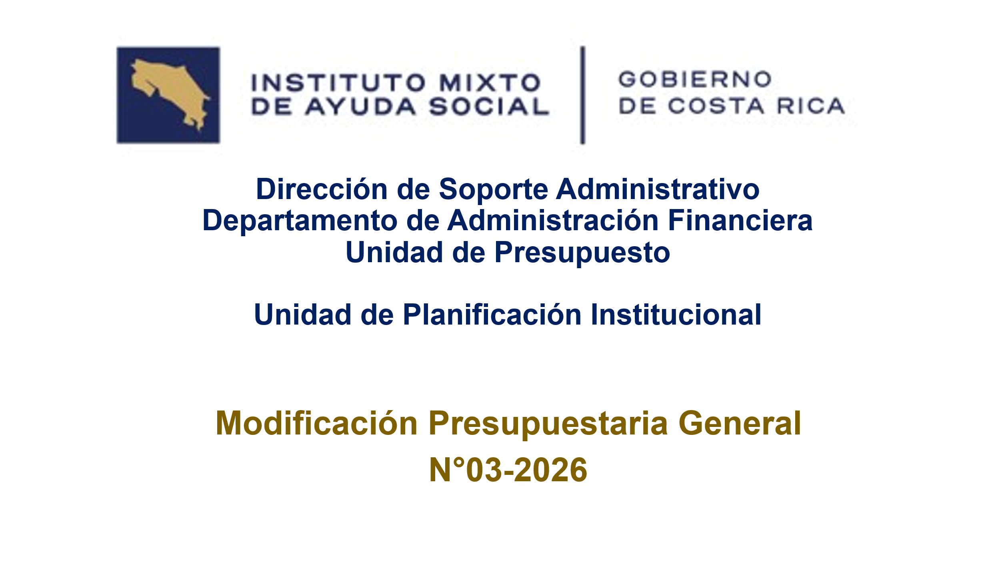 INSTITUTO MIXTO
DE AYUDA SOCIAL
GOBIERNO
DE COSTA RICA
Dirección de Soporte Administrativo
Departamento de Administración Financiera
Unidad de Presupuesto
Unidad de Planificación Institucional
Modificación Presupuestaria General
N°03-2026